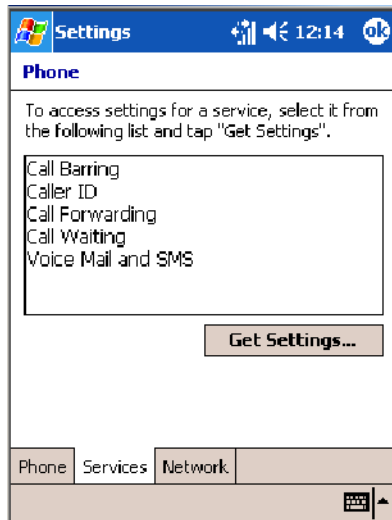 Settings 12:14 ok
Phone
To access settings for a service, select it from
the following list and tap "Get Settings".
Call Barring
Caller ID
Call Forwarding
Call Waiting
Voice Mail and SMS
Get Settings...
Phone Services Network